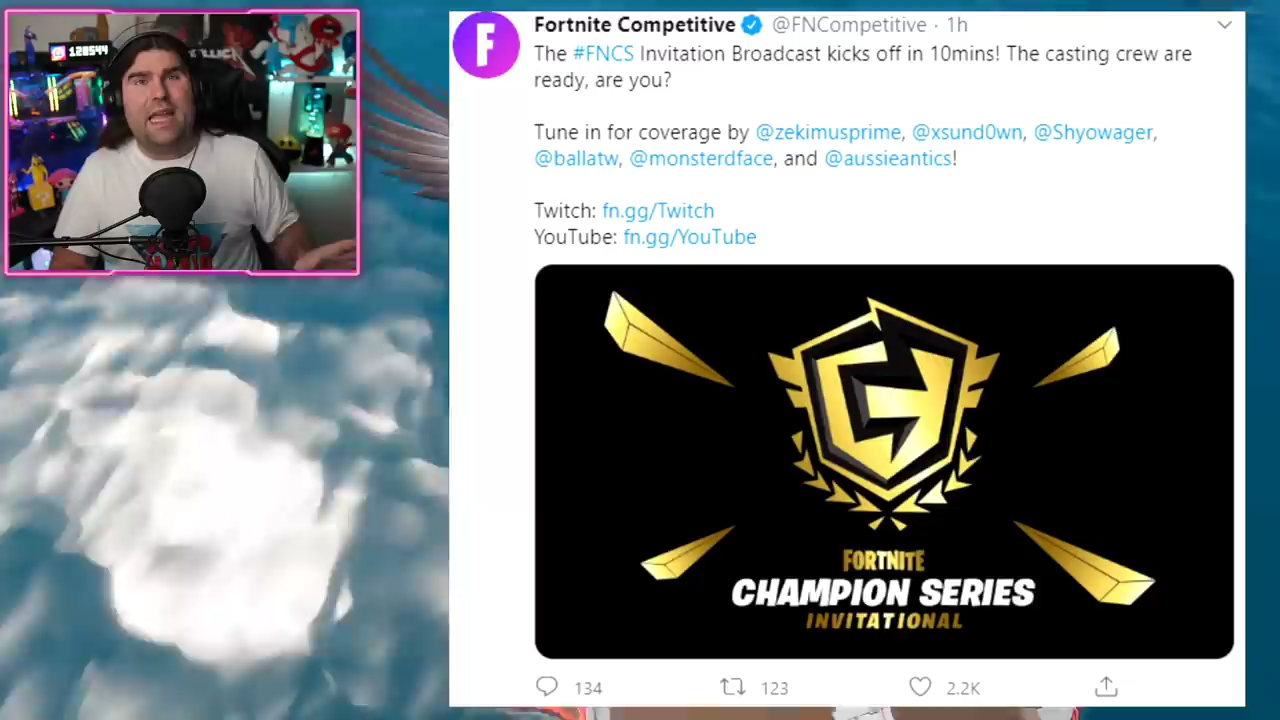 128544
Fortnite Competitive @FNCompetitive · 1h
The #FNCS Invitation Broadcast kicks off in 10mins! The casting crew are
ready, are you?
Tune in for coverage by @zekimusprime, @xsund0wn, @Shyowager,
@ballatw, @monsterdface, and @aussieantics!
Twitch: fn.gg/Twitch
YouTube: fn.gg/YouTube
FORTNITE
CHAMPION SERIES
INVITATIONAL
134 123 2.2K